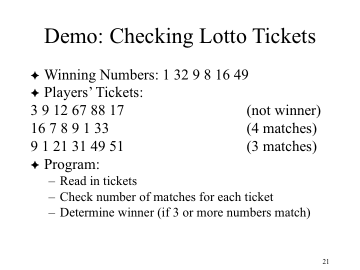 Demo: Checking Lotto Tickets
✦ Winning Numbers: 1 32 9 8 16 49
✦ Players' Tickets:
3 9 12 67 88 17 (not winner)
16 7 8 9 1 33 (4 matches)
9 1 21 31 49 51 (3 matches)
✦ Program:
– Read in tickets
– Check number of matches for each ticket
– Determine winner (if 3 or more numbers match)
21